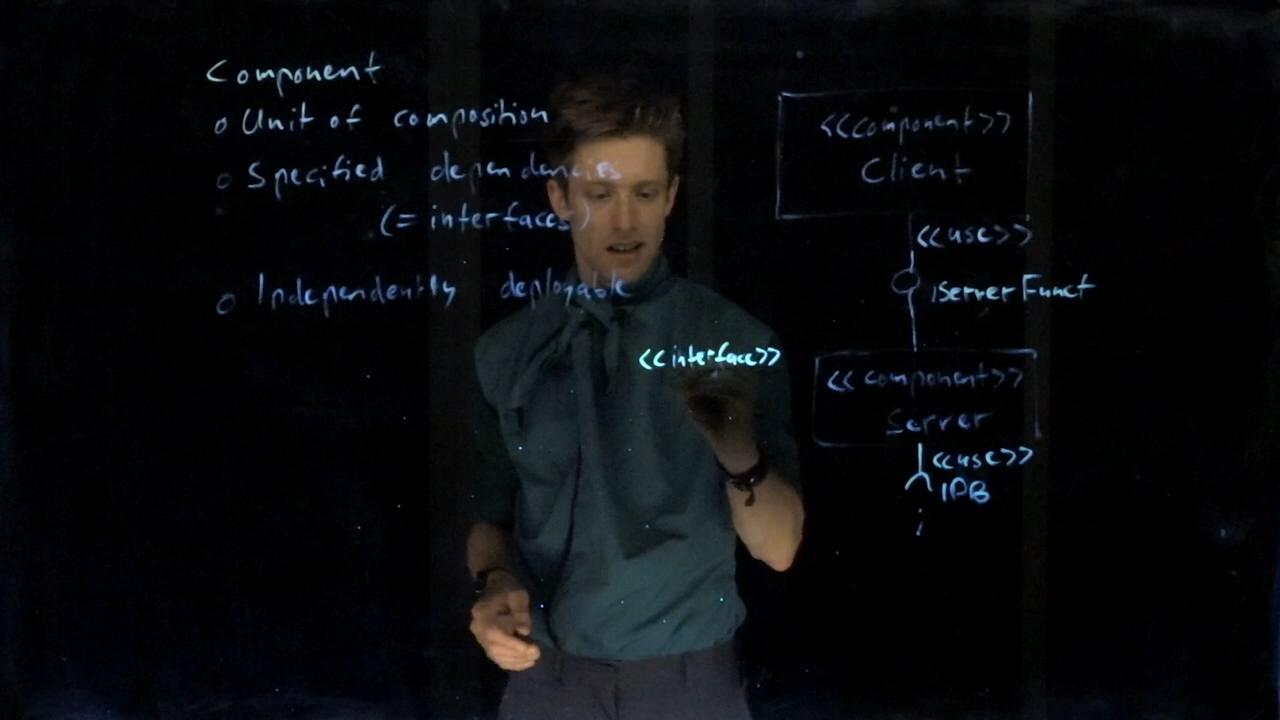 Component
o Unit of composition
o Specified dependencies
(= interfaces)
o Independently deployable
<<component>>
Client
<<use>>
iServerFunct
<<interface>>
<<component>>
Server
<<use>>
IDB